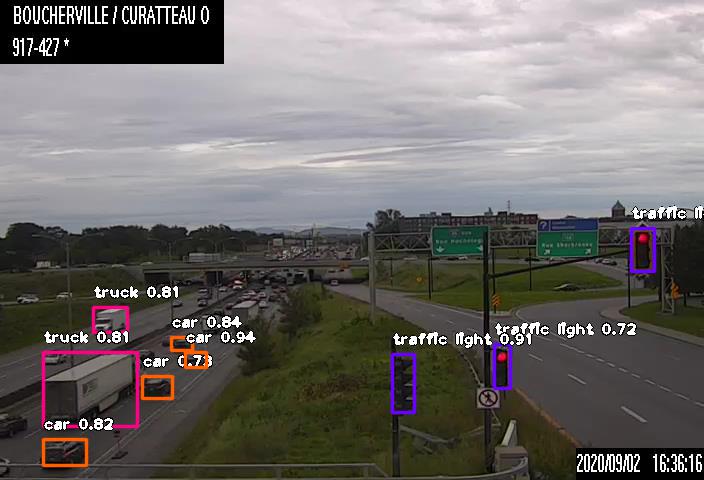 BOUCHERVILLE / CURATTEAU O
917-427 *
traffic li
Rue Hochelaga
Rue Sherbrooke
truck 0.81
car 0.84
traffic light 0.72
truck 0.81
car 0.94
traffic light 0.91
car 0.73
car 0.82
2020/09/02 16:36:16